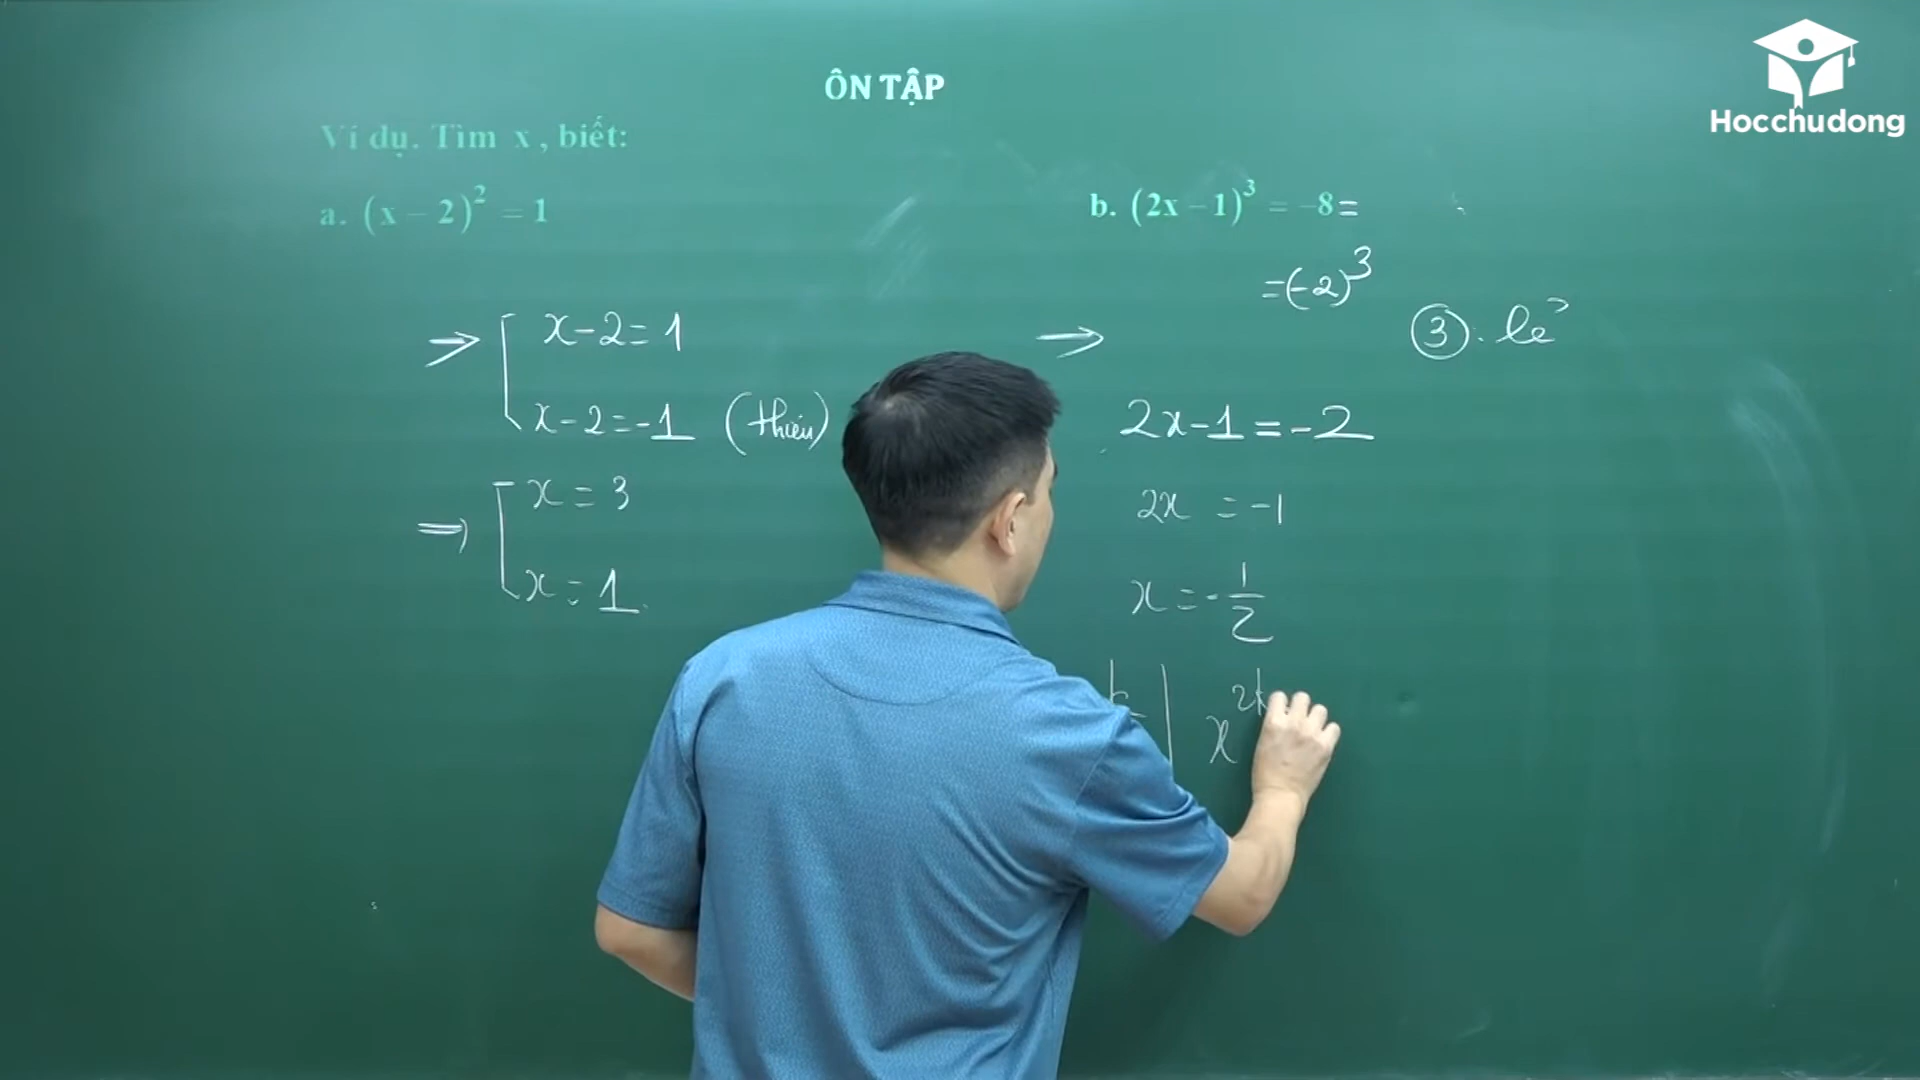 Hocchudong
ÔN TẬP
Ví dụ. Tìm x , biết:
a. (x − 2)² = 1
⇒ [ x-2 = 1
x-2 = -1 (thiếu)
⇒ [ x = 3
x = 1
b. (2x − 1)³ = −8 =
= (-2)³
③ : lẻ
⇒
2x-1 = -2
2x = -1
x = -1/2
x²ᵏ